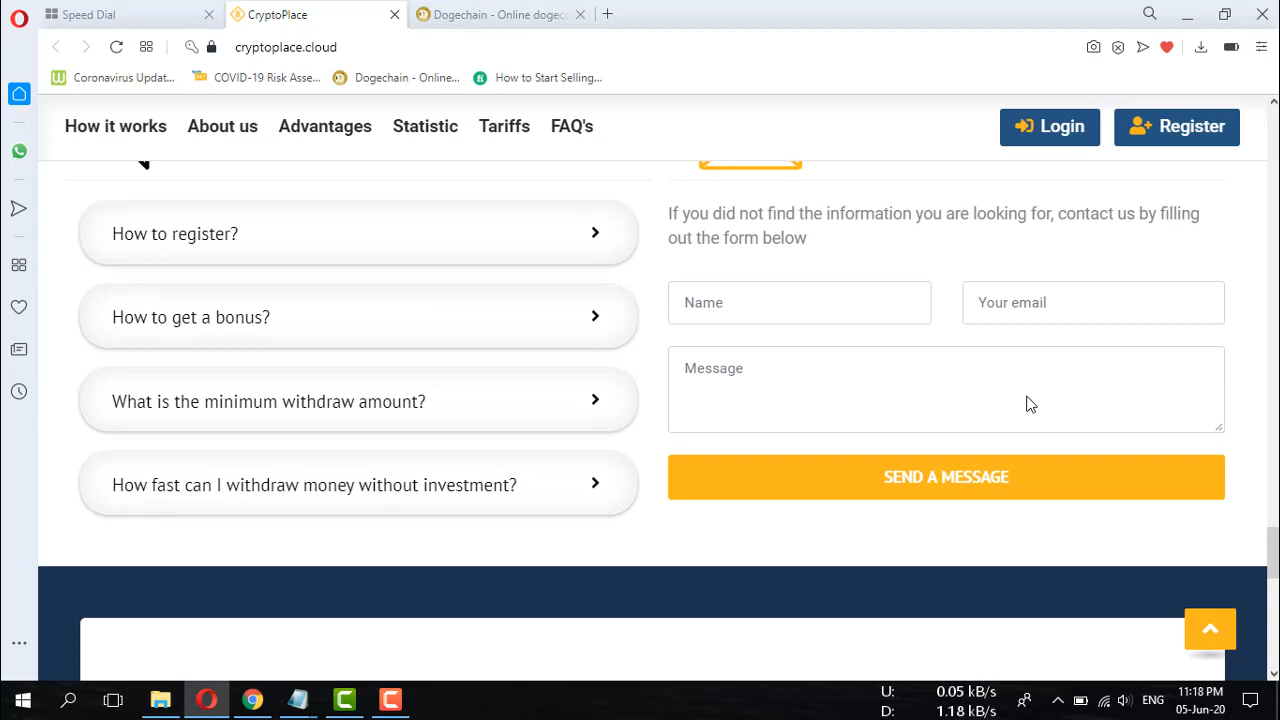 Speed Dial
CryptoPlace
Dogechain - Online dogeco
cryptoplace.cloud
Coronavirus Updat...
COVID-19 Risk Asse...
Dogechain - Online...
How to Start Selling...
How it works
About us
Advantages
Statistic
Tariffs
FAQ's
Login
Register
How to register?
How to get a bonus?
What is the minimum withdraw amount?
How fast can I withdraw money without investment?
If you did not find the information you are looking for, contact us by filling
out the form below
Name
Your email
Message
SEND A MESSAGE
U: 0.05 kB/s
D: 1.18 kB/s
ENG
11:18 PM
05-Jun-20